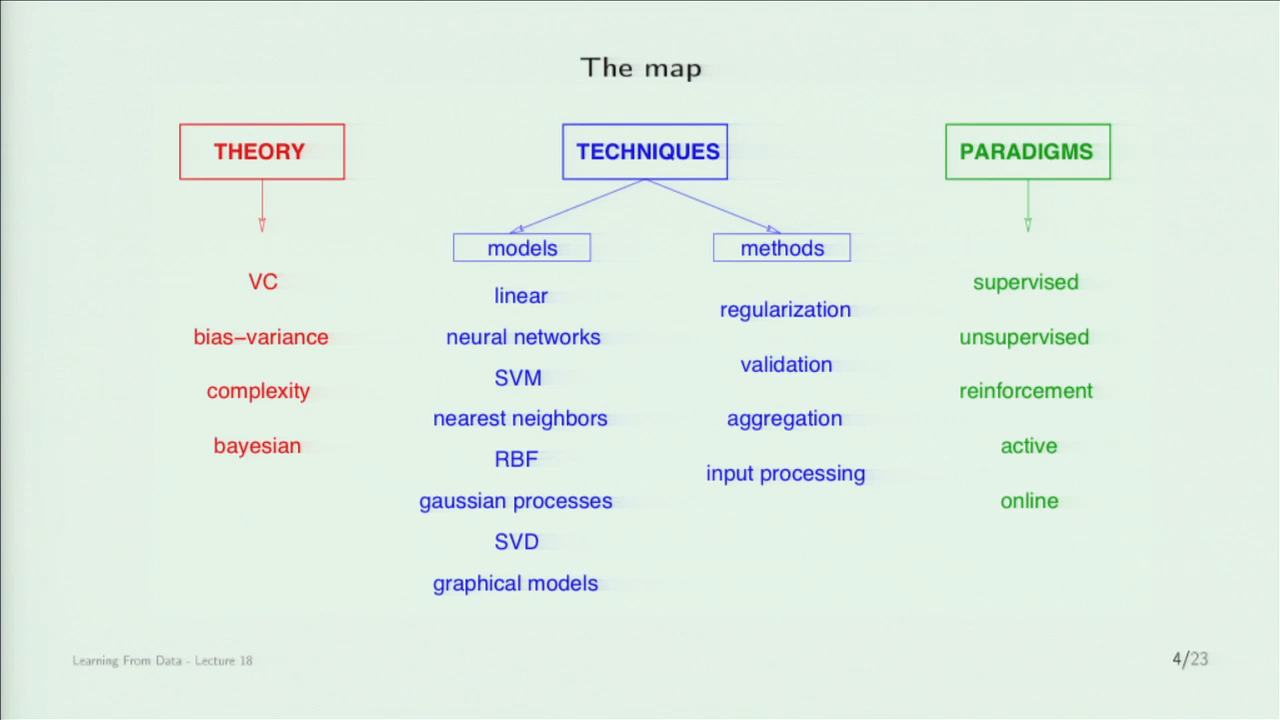 The map
THEORY
TECHNIQUES
PARADIGMS
VC
bias–variance
complexity
bayesian
models
linear
neural networks
SVM
nearest neighbors
RBF
gaussian processes
SVD
graphical models
methods
regularization
validation
aggregation
input processing
supervised
unsupervised
reinforcement
active
online
Learning From Data - Lecture 18
4/23